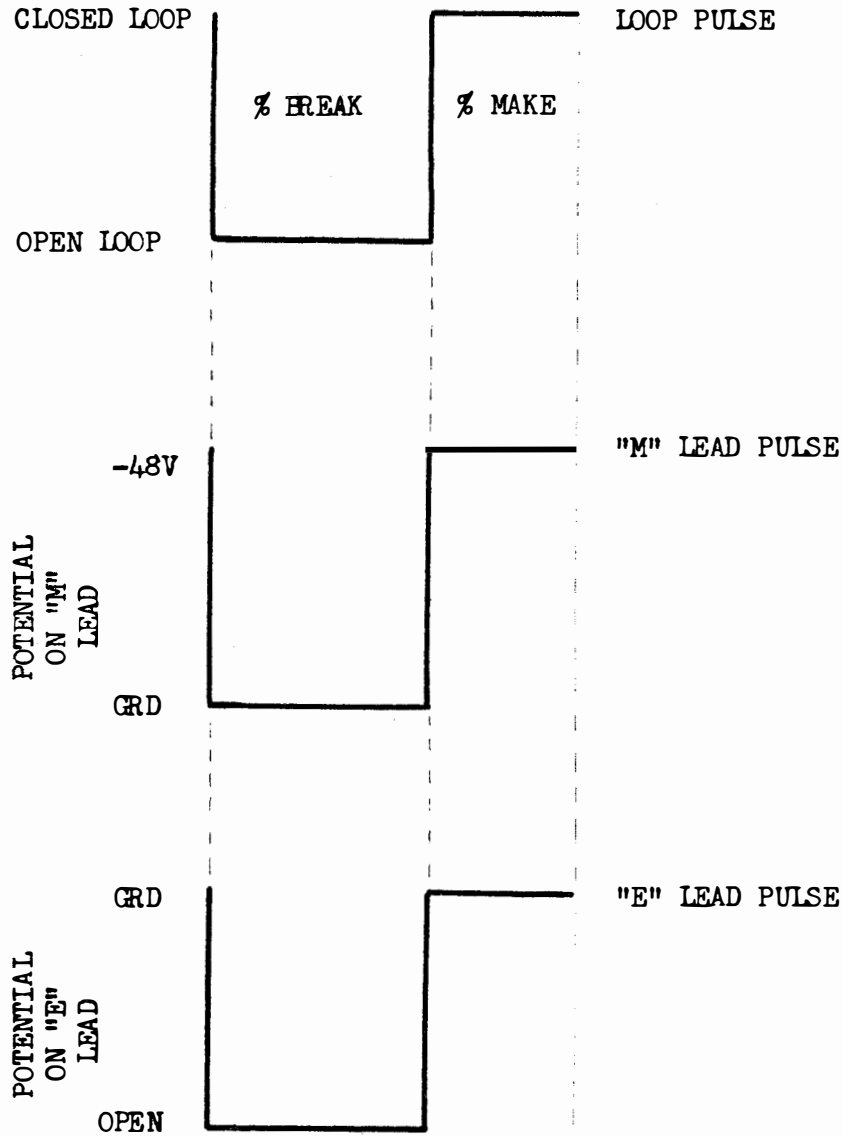 CLOSED LOOP
LOOP PULSE
% BREAK
% MAKE
OPEN LOOP
-48V
"M" LEAD PULSE
POTENTIAL
ON "M"
LEAD
GRD
GRD
"E" LEAD PULSE
POTENTIAL
ON "E"
LEAD
OPEN